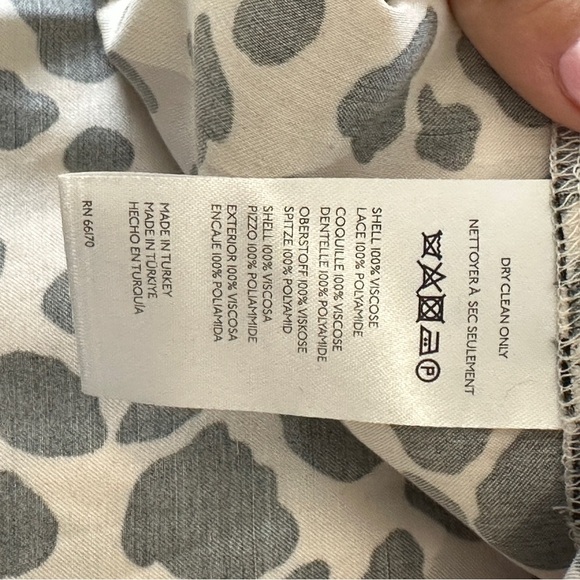 DRY CLEAN ONLY
NETTOYER À SEC SEULEMENT
P
SHELL 100% VISCOSE
LACE 100% POLYAMIDE
COQUILLE 100% VISCOSE
DENTELLE 100% POLYAMIDE
OBERSTOFF 100% VISKOSE
SPITZE 100% POLYAMID
SHELL 100% VISCOSA
PIZZO 100% POLIAMMIDE
EXTERIOR 100% VISCOSA
ENCAJE 100% POLIAMIDA
MADE IN TURKEY
MADE IN TÜRKIYE
HECHO EN TURQUÍA
RN 66170